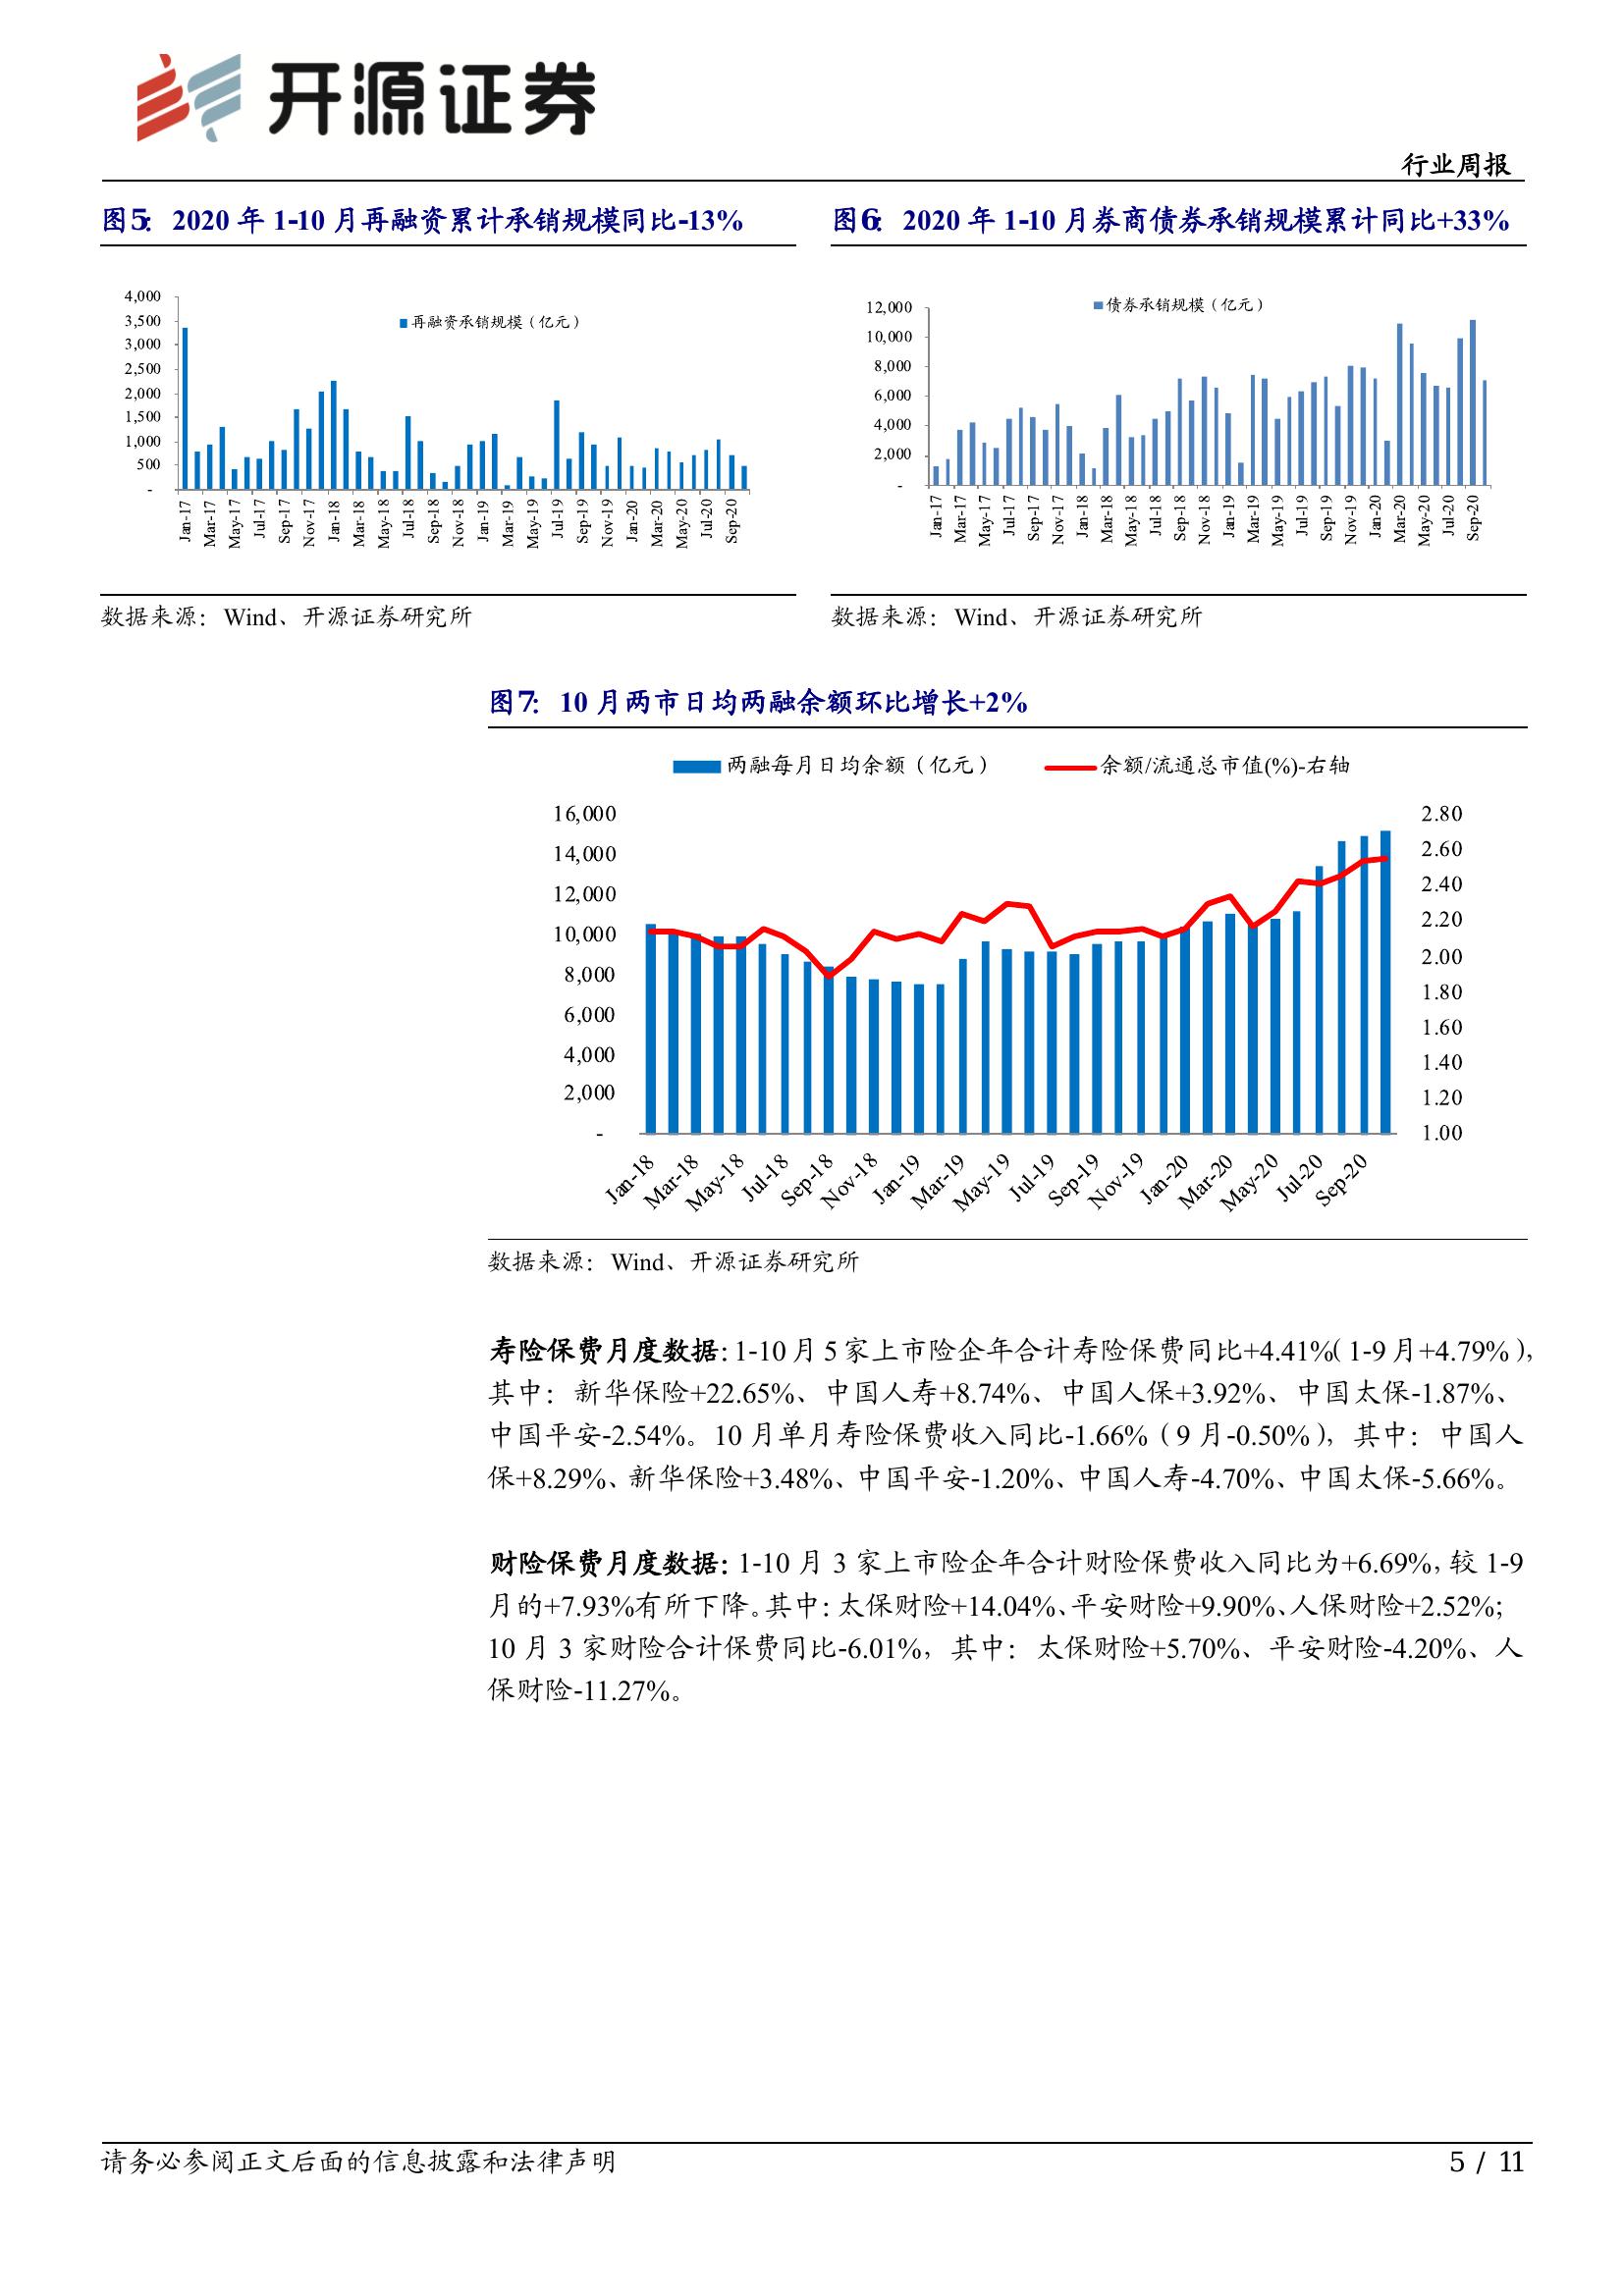 开源证券
行业周报
图5： 2020 年 1-10 月再融资累计承销规模同比-13%
4,000
3,500
3,000
2,500
2,000
1,500
1,000
500
-
再融资承销规模（亿元）
Jan-17 Mar-17 May-17 Jul-17 Sep-17 Nov-17 Jan-18 Mar-18 May-18 Jul-18 Sep-18 Nov-18 Jan-19 Mar-19 May-19 Jul-19 Sep-19 Nov-19 Jan-20 Mar-20 May-20 Jul-20 Sep-20
数据来源：Wind、开源证券研究所
图6： 2020 年 1-10 月券商债券承销规模累计同比+33%
12,000
10,000
8,000
6,000
4,000
2,000
-
债券承销规模（亿元）
Jan-17 Mar-17 May-17 Jul-17 Sep-17 Nov-17 Jan-18 Mar-18 May-18 Jul-18 Sep-18 Nov-18 Jan-19 Mar-19 May-19 Jul-19 Sep-19 Nov-19 Jan-20 Mar-20 May-20 Jul-20 Sep-20
数据来源：Wind、开源证券研究所
图7： 10 月两市日均两融余额环比增长+2%
两融每月日均余额（亿元） 余额/流通总市值(%)-右轴
16,000
14,000
12,000
10,000
8,000
6,000
4,000
2,000
-
2.80
2.60
2.40
2.20
2.00
1.80
1.60
1.40
1.20
1.00
Jan-18 Mar-18 May-18 Jul-18 Sep-18 Nov-18 Jan-19 Mar-19 May-19 Jul-19 Sep-19 Nov-19 Jan-20 Mar-20 May-20 Jul-20 Sep-20
数据来源：Wind、开源证券研究所
寿险保费月度数据：1-10 月 5 家上市险企年合计寿险保费同比+4.41%（1-9 月+4.79%），
其中：新华保险+22.65%、中国人寿+8.74%、中国人保+3.92%、中国太保-1.87%、
中国平安-2.54%。10 月单月寿险保费收入同比-1.66%（9 月-0.50%），其中：中国人
保+8.29%、新华保险+3.48%、中国平安-1.20%、中国人寿-4.70%、中国太保-5.66%。
财险保费月度数据：1-10 月 3 家上市险企年合计财险保费收入同比为+6.69%，较 1-9
月的+7.93%有所下降。其中：太保财险+14.04%、平安财险+9.90%、人保财险+2.52%；
10 月 3 家财险合计保费同比-6.01%，其中：太保财险+5.70%、平安财险-4.20%、人
保财险-11.27%。
请务必参阅正文后面的信息披露和法律声明
5 / 11